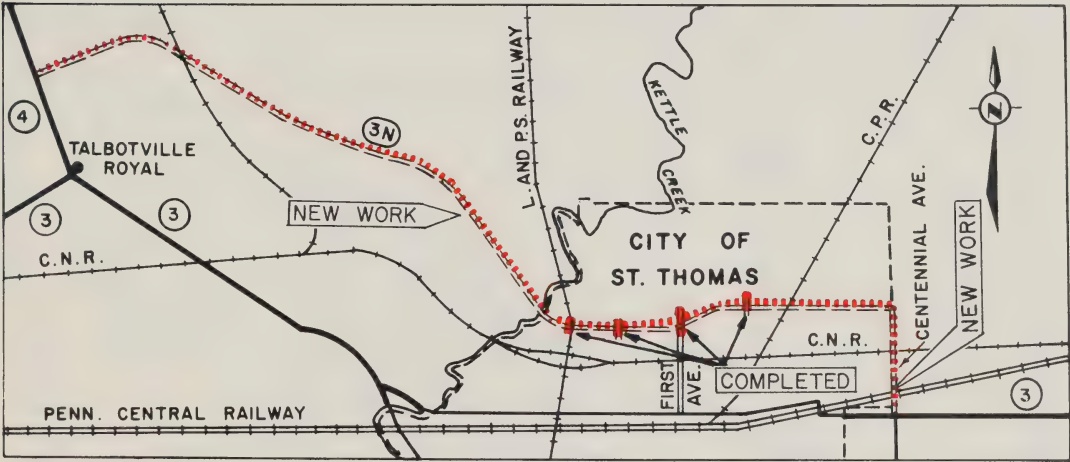 4
TALBOTVILLE
ROYAL
3
3
C.N.R.
3N
NEW WORK
L. AND P.S. RAILWAY
KETTLE
CREEK
C.P.R.
N
CITY OF
ST. THOMAS
CENTENNIAL AVE.
NEW WORK
C.N.R.
FIRST
AVE.
COMPLETED
PENN. CENTRAL RAILWAY
3